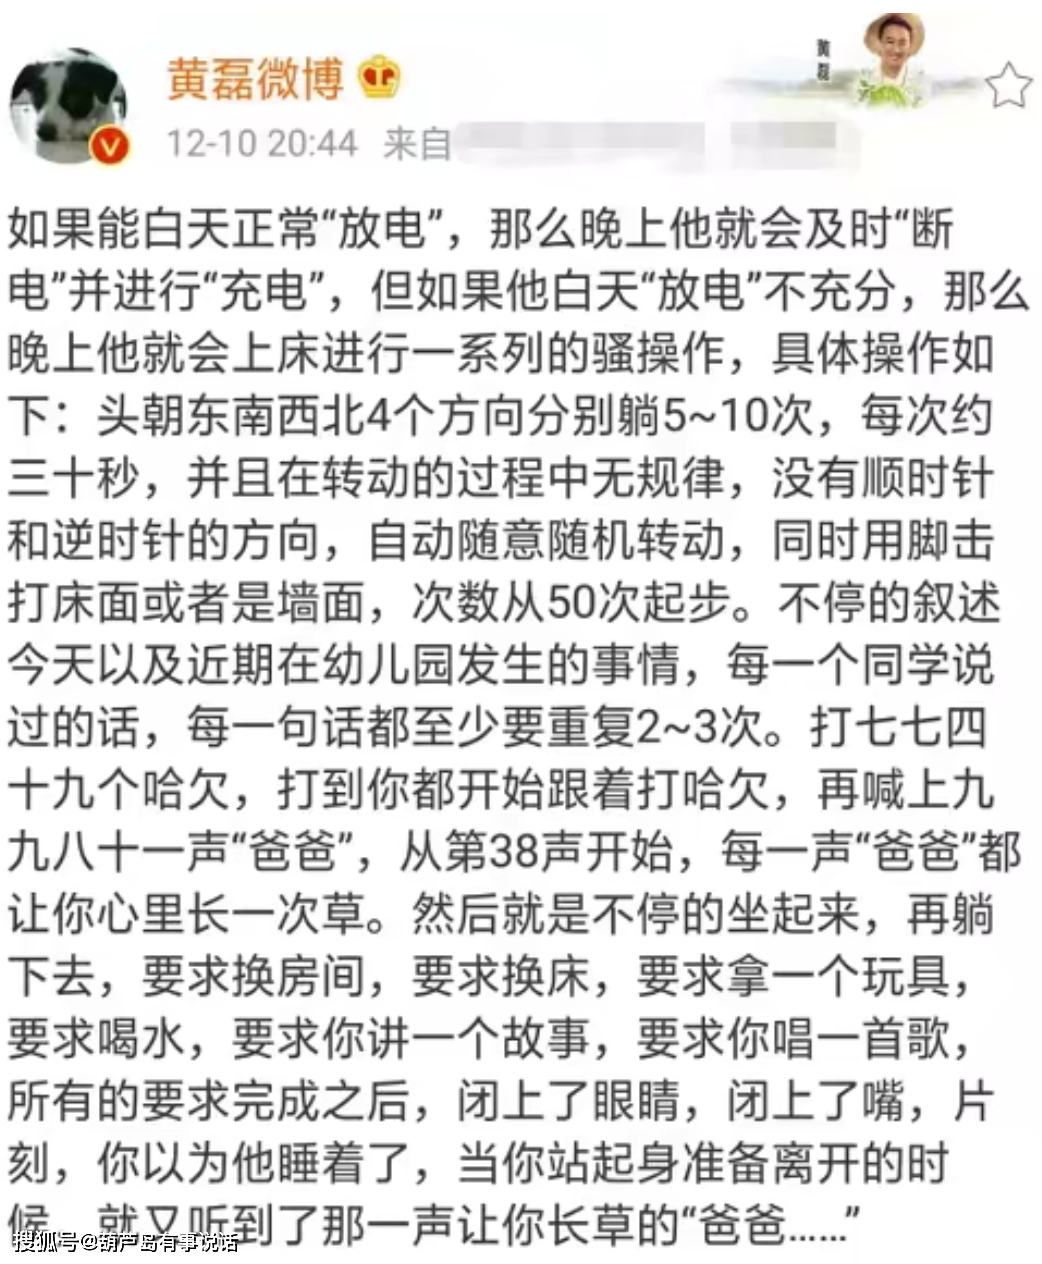 黄磊微博
黄磊
12-10 20:44 来自
如果能白天正常“放电”，那么晚上他就会及时“断
电”并进行“充电”，但如果他白天“放电”不充分，那么
晚上他就会上床进行一系列的骚操作，具体操作如
下：头朝东南西北4个方向分别躺5~10次，每次约
三十秒，并且在转动的过程中无规律，没有顺时针
和逆时针的方向，自动随意随机转动，同时用脚击
打床面或者是墙面，次数从50次起步。不停的叙述
今天以及近期在幼儿园发生的事情，每一个同学说
过的话，每一句话都至少要重复2~3次。打七七四
十九个哈欠，打到你都开始跟着打哈欠，再喊上九
九八十一声“爸爸”，从第38声开始，每一声“爸爸”都
让你心里长一次草。然后就是不停的坐起来，再躺
下去，要求换房间，要求换床，要求拿一个玩具，
要求喝水，要求你讲一个故事，要求你唱一首歌，
所有的要求完成之后，闭上了眼睛，闭上了嘴，片
刻，你以为他睡着了，当你站起身准备离开的时
候，就又听到了那一声让你长草的“爸爸……”
搜狐号@葫芦岛有事说话